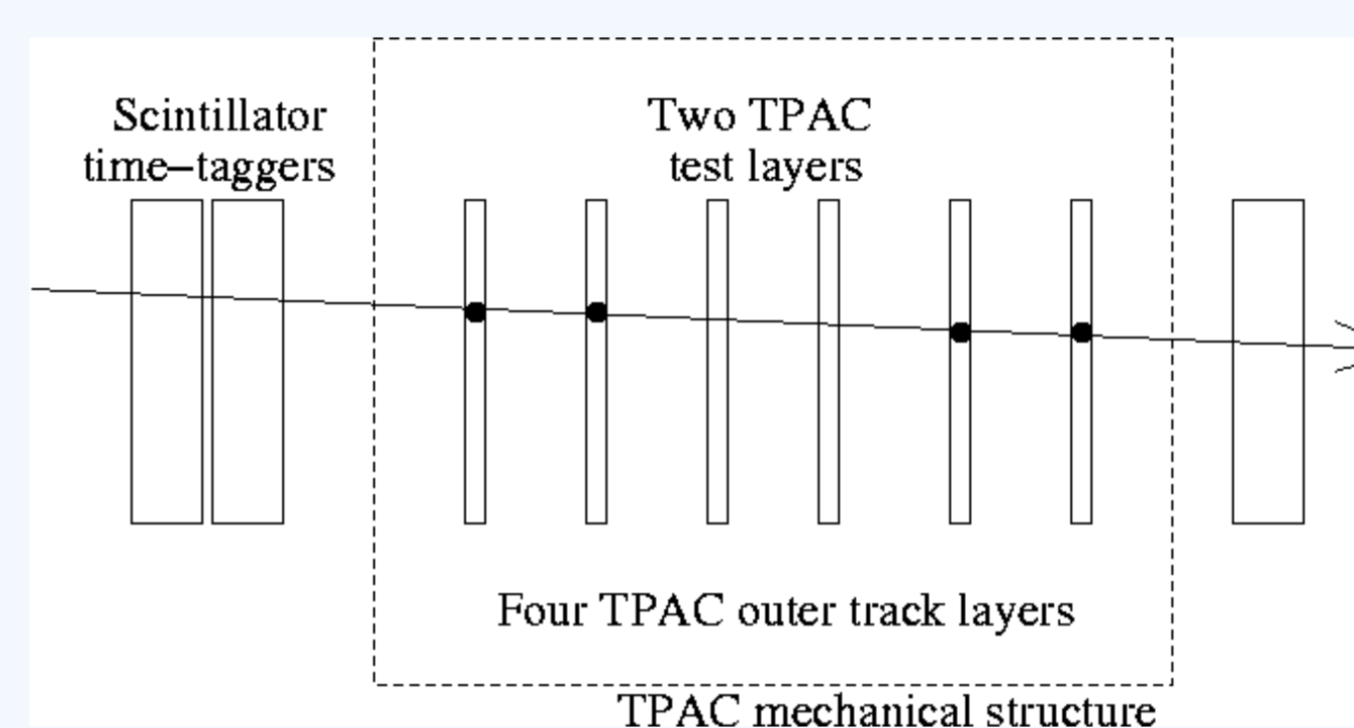 Scintillator
time–taggers
Two TPAC
test layers
Four TPAC outer track layers
TPAC mechanical structure